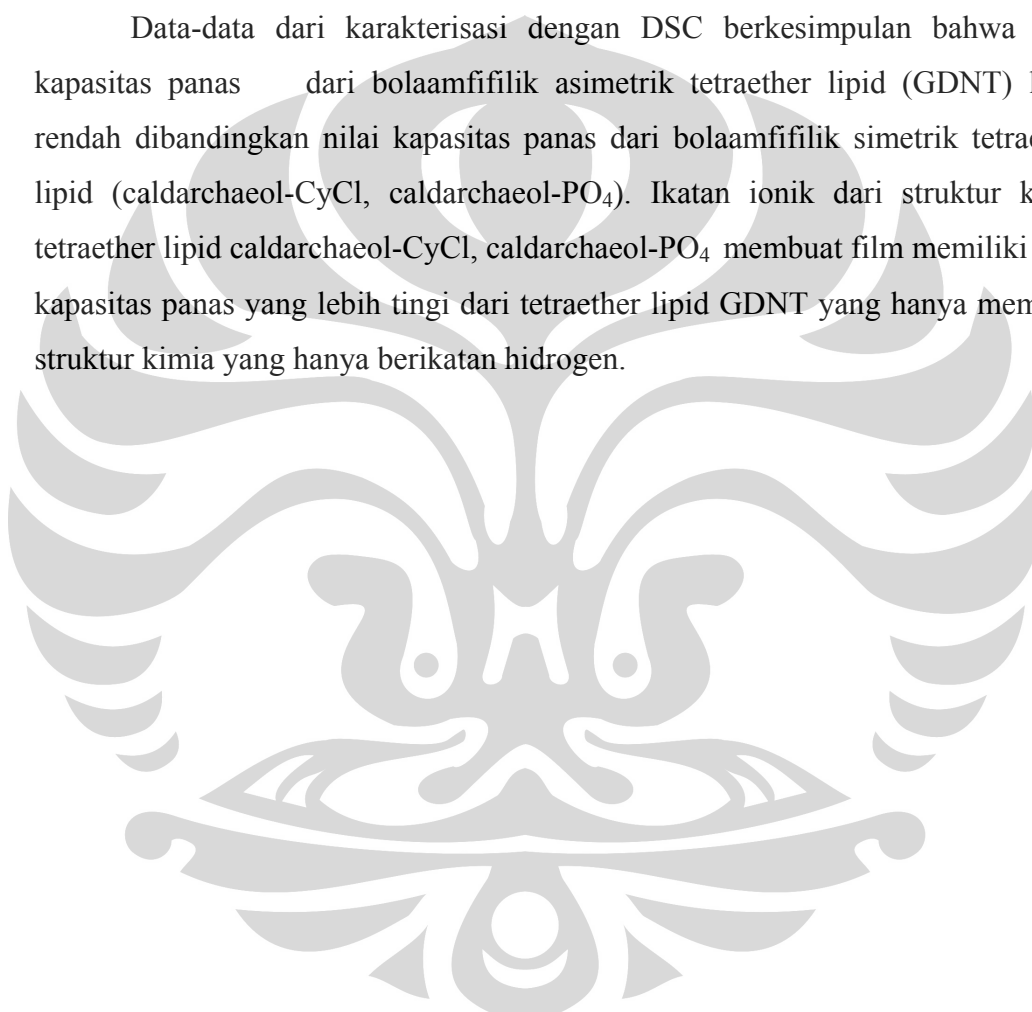 Data-data dari karakterisasi dengan DSC berkesimpulan bahwa
kapasitas panas dari bolaamfifilik asimetrik tetraether lipid (GDNT)
rendah dibandingkan nilai kapasitas panas dari bolaamfifilik simetrik
lipid (caldarchaeol-CyCl, caldarchaeol-PO₄). Ikatan ionik dari struktur
tetraether lipid caldarchaeol-CyCl, caldarchaeol-PO₄ membuat film memiliki
kapasitas panas yang lebih tingi dari tetraether lipid GDNT yang hanya
struktur kimia yang hanya berikatan hidrogen.